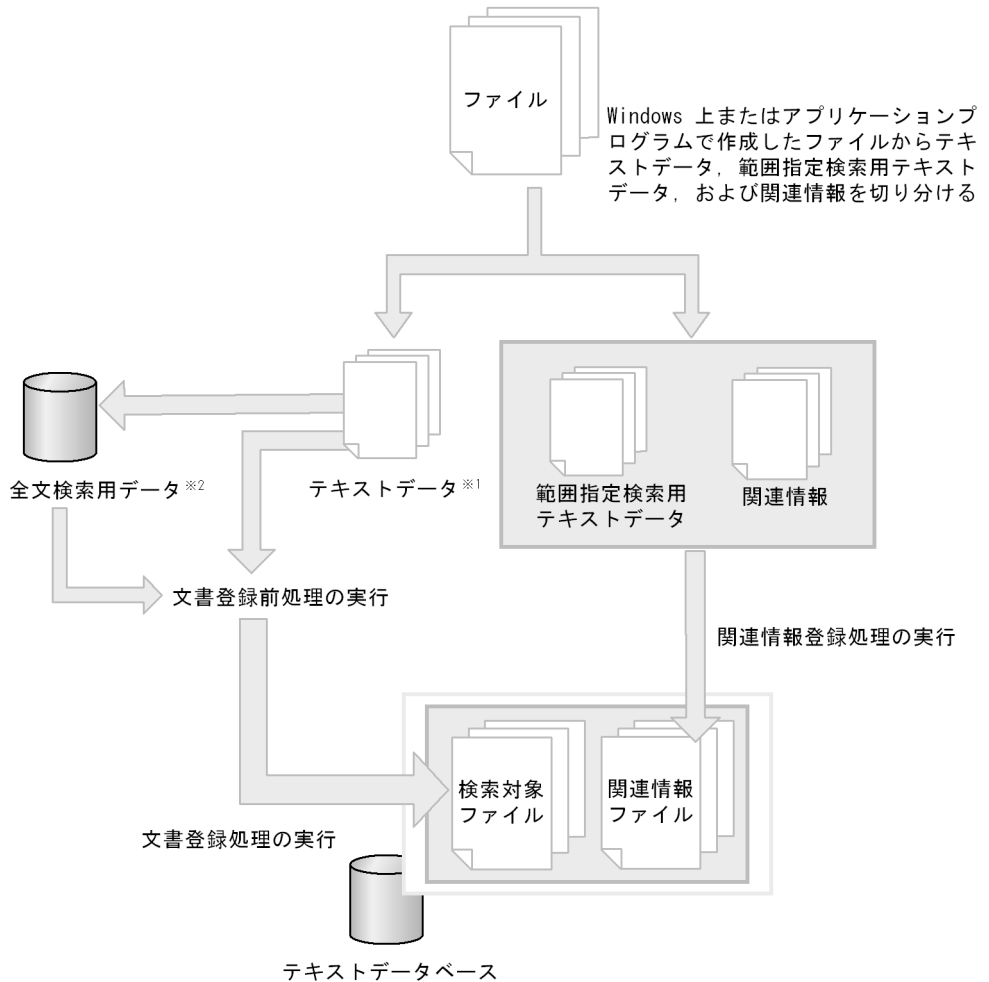 ファイル
Windows 上またはアプリケーションプ
ログラムで作成したファイルからテキ
ストデータ，範囲指定検索用テキスト
データ，および関連情報を切り分ける
全文検索用データ※2
テキストデータ※1
範囲指定検索用
テキストデータ
関連情報
文書登録前処理の実行
関連情報登録処理の実行
検索対象
ファイル
関連情報
ファイル
文書登録処理の実行
テキストデータベース